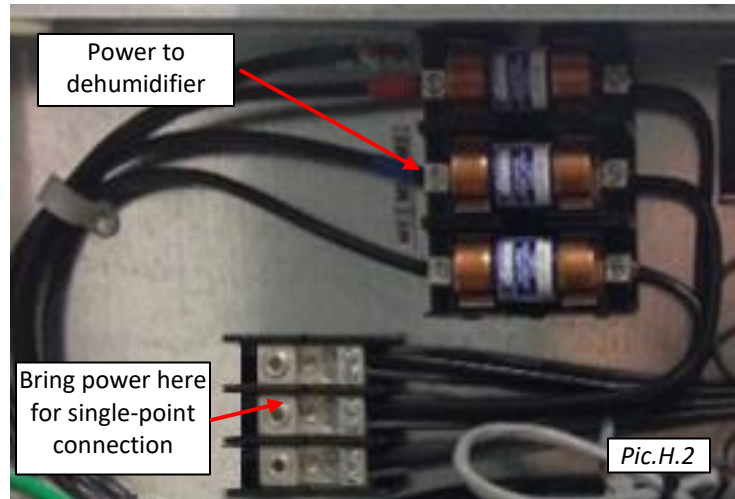 Power to
dehumidifier
Bring power here
for single-point
connection
Pic.H.2